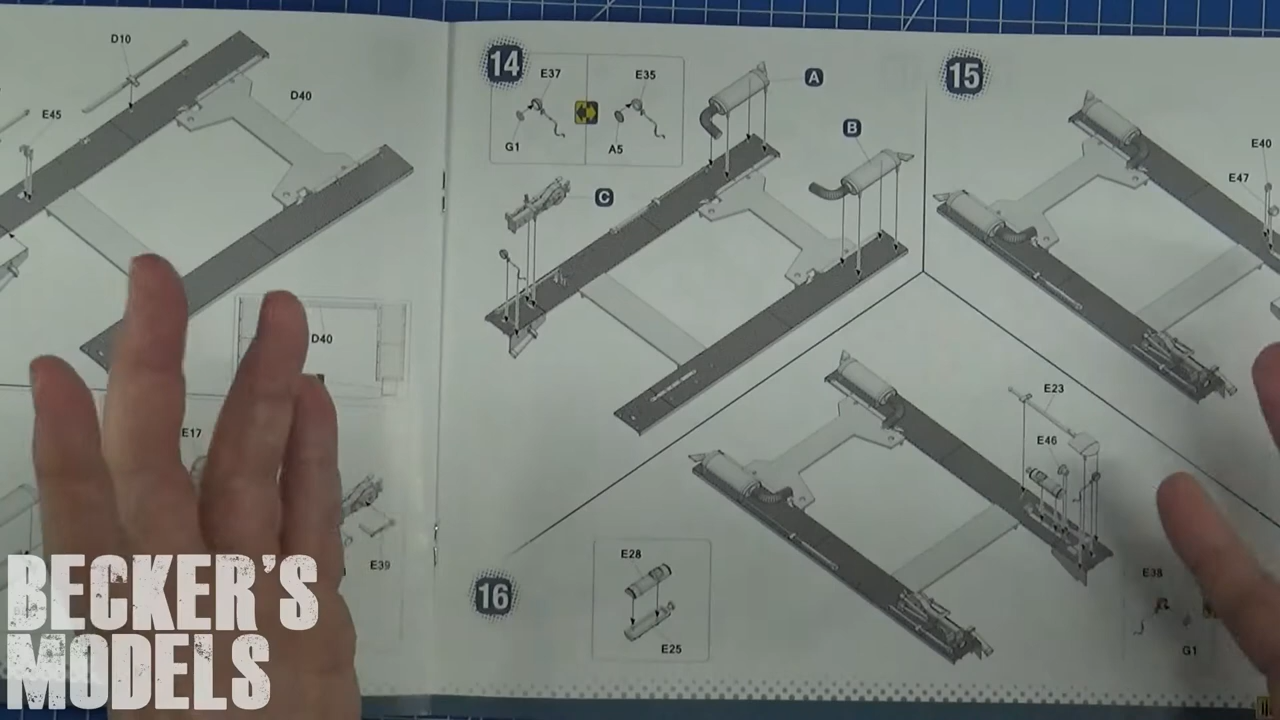 D10
E45
D40
D40
E17
E39
14
E37
E35
G1
A5
A
B
C
15
E40
E47
16
E28
E25
E23
E46
E38
G1
BECKER'S
MODELS